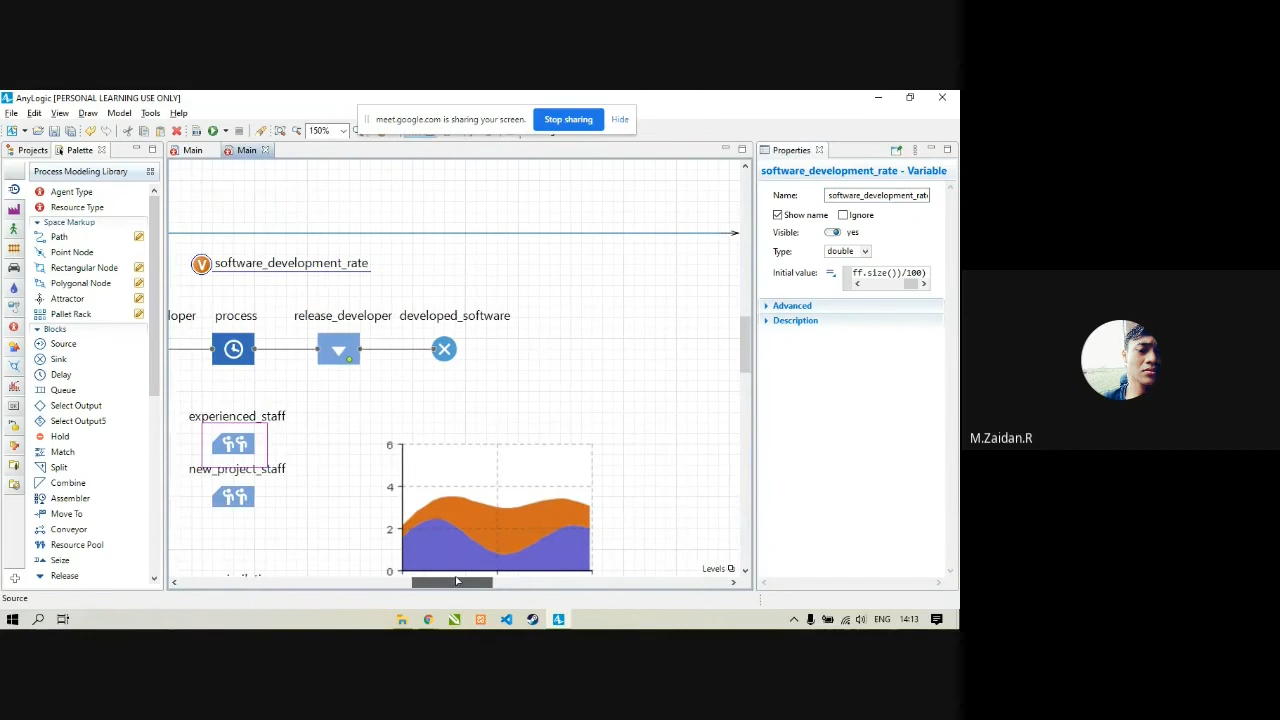 AnyLogic [PERSONAL LEARNING USE ONLY]
File Edit View Draw Model Tools Help
meet.google.com is sharing your screen. Stop sharing Hide
150%
Projects Palette
Main Main
Properties
Process Modeling Library
Agent Type
Resource Type
Space Markup
Path
Point Node
Rectangular Node
Polygonal Node
Attractor
Pallet Rack
Blocks
Source
Sink
Delay
Queue
Select Output
Select Output5
Hold
Match
Split
Combine
Assembler
Move To
Conveyor
Resource Pool
Seize
Release
Source
software_development_rate
loper process release_developer developed_software
experienced_staff
new_project_staff
6
4
2
0
Levels
software_development_rate - Variable
Name: software_development_rat
Show name Ignore
Visible: yes
Type: double
Initial value: ff.size())/100)
Advanced
Description
M.Zaidan.R
ENG 14:13